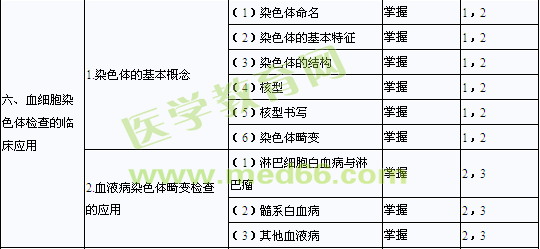 （1）染色体命名 掌握 1，2
（2）染色体的基本特征 掌握 1，2
（3）染色体的结构 掌握 1，2
1.染色体的基本概念
（4）核型 掌握 1，2
（5）核型书写 掌握 1，2
（6）染色体畸变 掌握 1，2
六、血细胞染
色体检查的临
床应用
（1）淋巴细胞白血病与淋
巴瘤 掌握 2，3
2.血液病染色体畸变检查
的应用
（2）髓系白血病 掌握 2，3
（3）其他血液病 掌握 2，3
医学教育网
www.med66.com